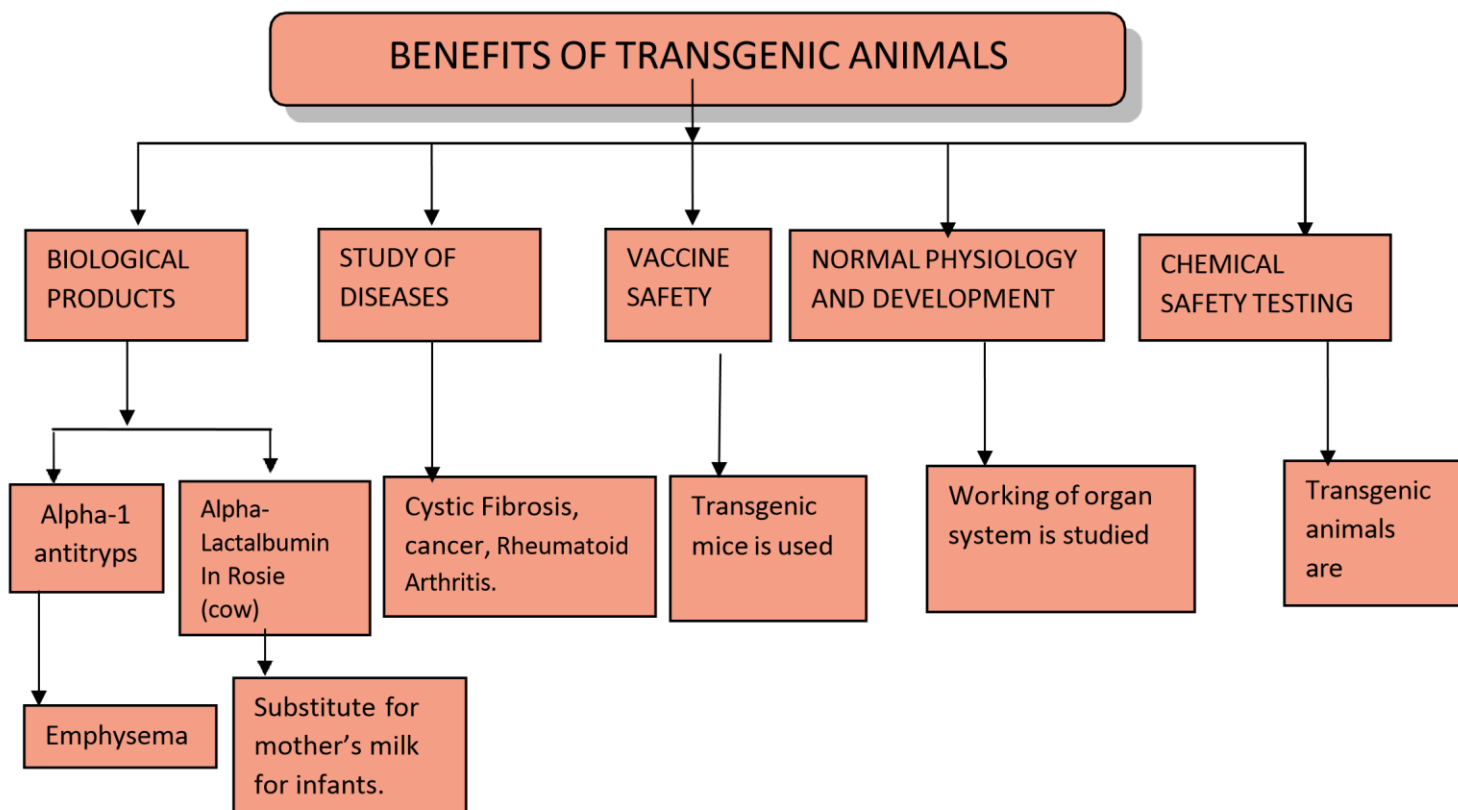 BENEFITS OF TRANSGENIC ANIMALS
BIOLOGICAL
PRODUCTS
STUDY OF
DISEASES
VACCINE
SAFETY
NORMAL PHYSIOLOGY
AND DEVELOPMENT
CHEMICAL
SAFETY TESTING
Alpha-1
antitryps
Alpha-
Lactalbumin
In Rosie
(cow)
Cystic Fibrosis,
cancer, Rheumatoid
Arthritis.
Transgenic
mice is used
Working of organ
system is studied
Transgenic
animals
are
Emphysema
Substitute for
mother’s milk
for infants.